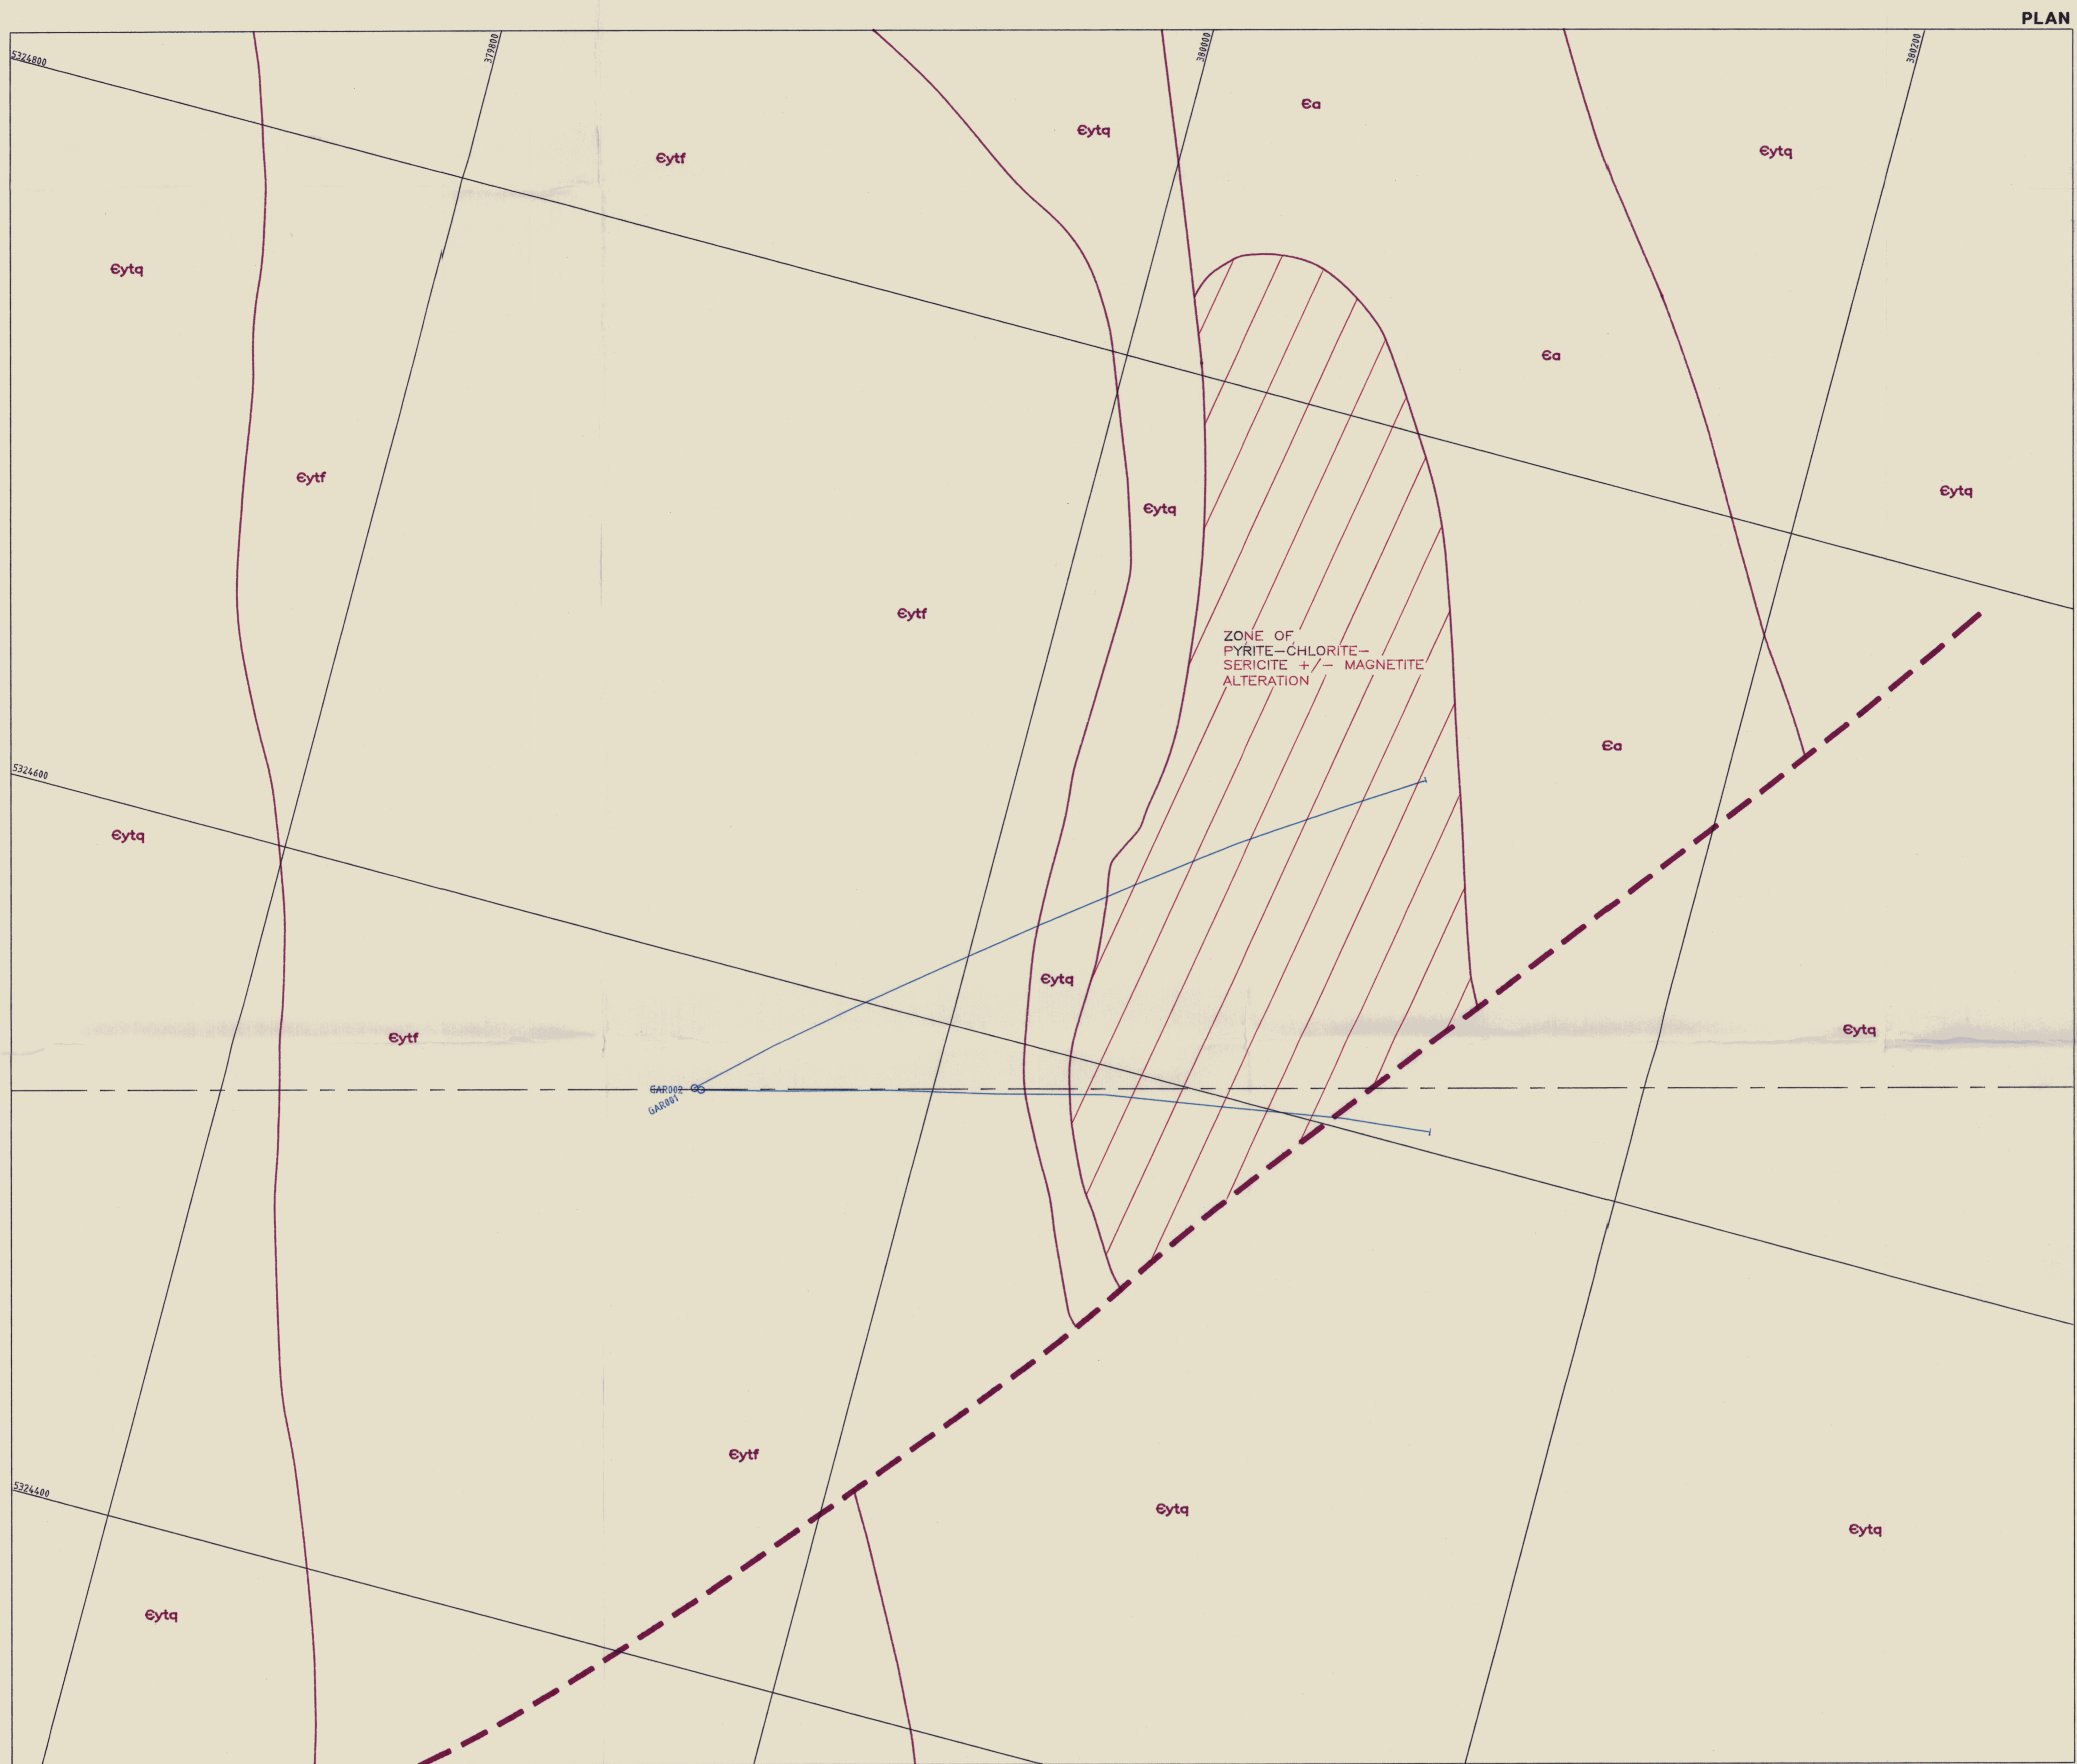 PLAN
5324800
379800
380000
380200
Єa
Єytq
Єytq
Єytf
Єytq
Єa
Єytf
Єytq
Єytq
Єytf
ZONE OF
PYRITE-CHLORITE-
SERICITE +/- MAGNETITE
ALTERATION
Єa
5324600
Єytq
Єytq
Єytq
Єytf
GAR002
GAR001
Єytf
5324400
Єytq
Єytq
Єytq